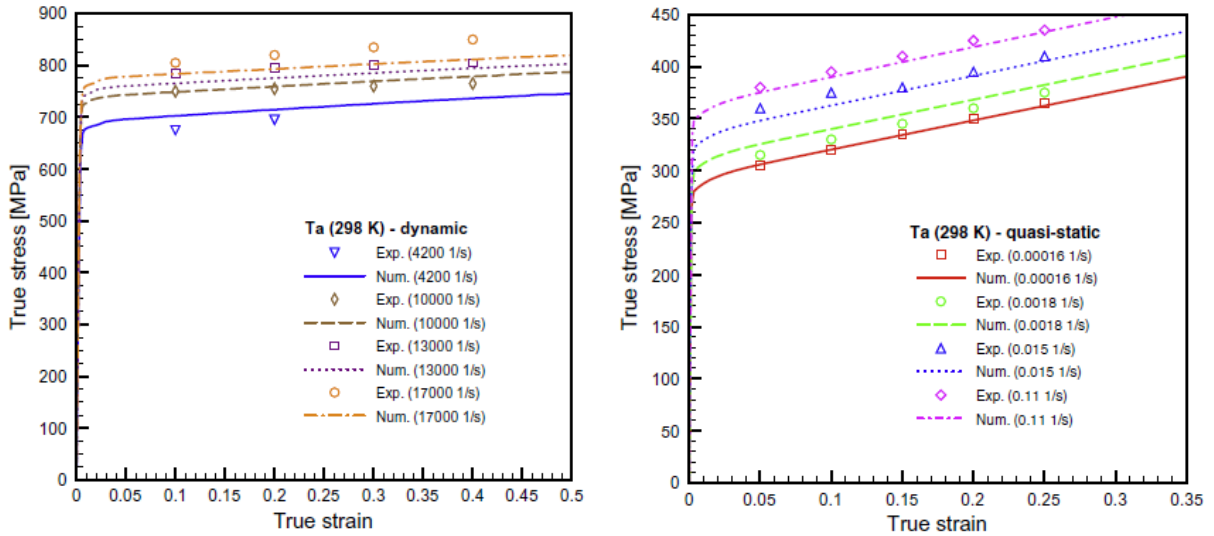 900
800
700
600
500
400
300
200
100
0
True stress [MPa]
Ta (298 K) - dynamic
Exp. (4200 1/s)
Num. (4200 1/s)
Exp. (10000 1/s)
Num. (10000 1/s)
Exp. (13000 1/s)
Num. (13000 1/s)
Exp. (17000 1/s)
Num. (17000 1/s)
0 0.05 0.1 0.15 0.2 0.25 0.3 0.35 0.4 0.45 0.5
True strain
450
400
350
300
250
200
150
100
50
0
True stress [MPa]
Ta (298 K) - quasi-static
Exp. (0.00016 1/s)
Num. (0.00016 1/s)
Exp. (0.0018 1/s)
Num. (0.0018 1/s)
Exp. (0.015 1/s)
Num. (0.015 1/s)
Exp. (0.11 1/s)
Num. (0.11 1/s)
0 0.05 0.1 0.15 0.2 0.25 0.3 0.35
True strain